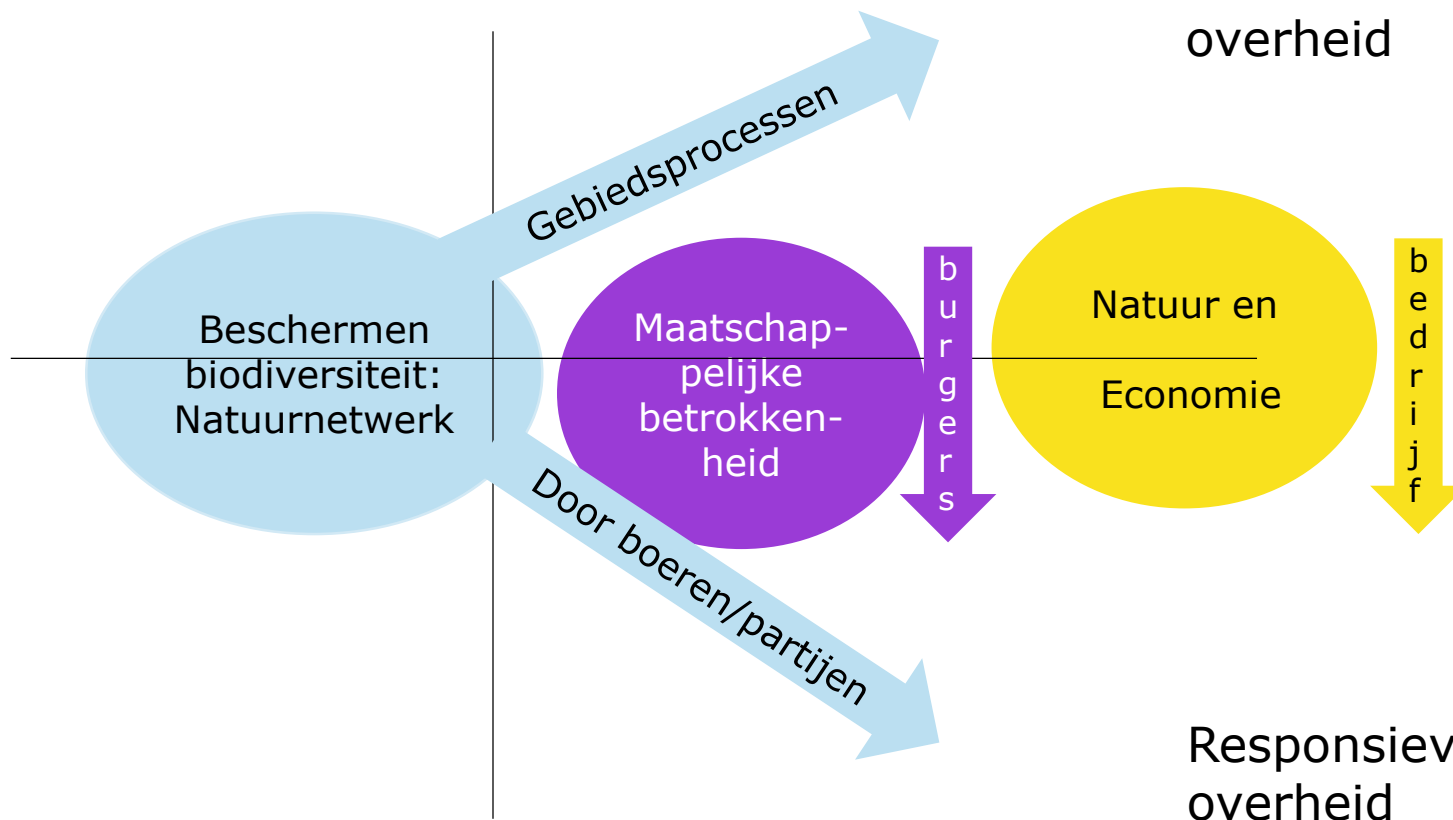 overheid
Gebiedsprocessen
Beschermen
biodiversiteit:
Natuurnetwerk
Maatschap-
pelijke
betrokken-
heid
burgers
Natuur en
Economie
bedrijf
Door boeren/partijen
Responsiev
overheid